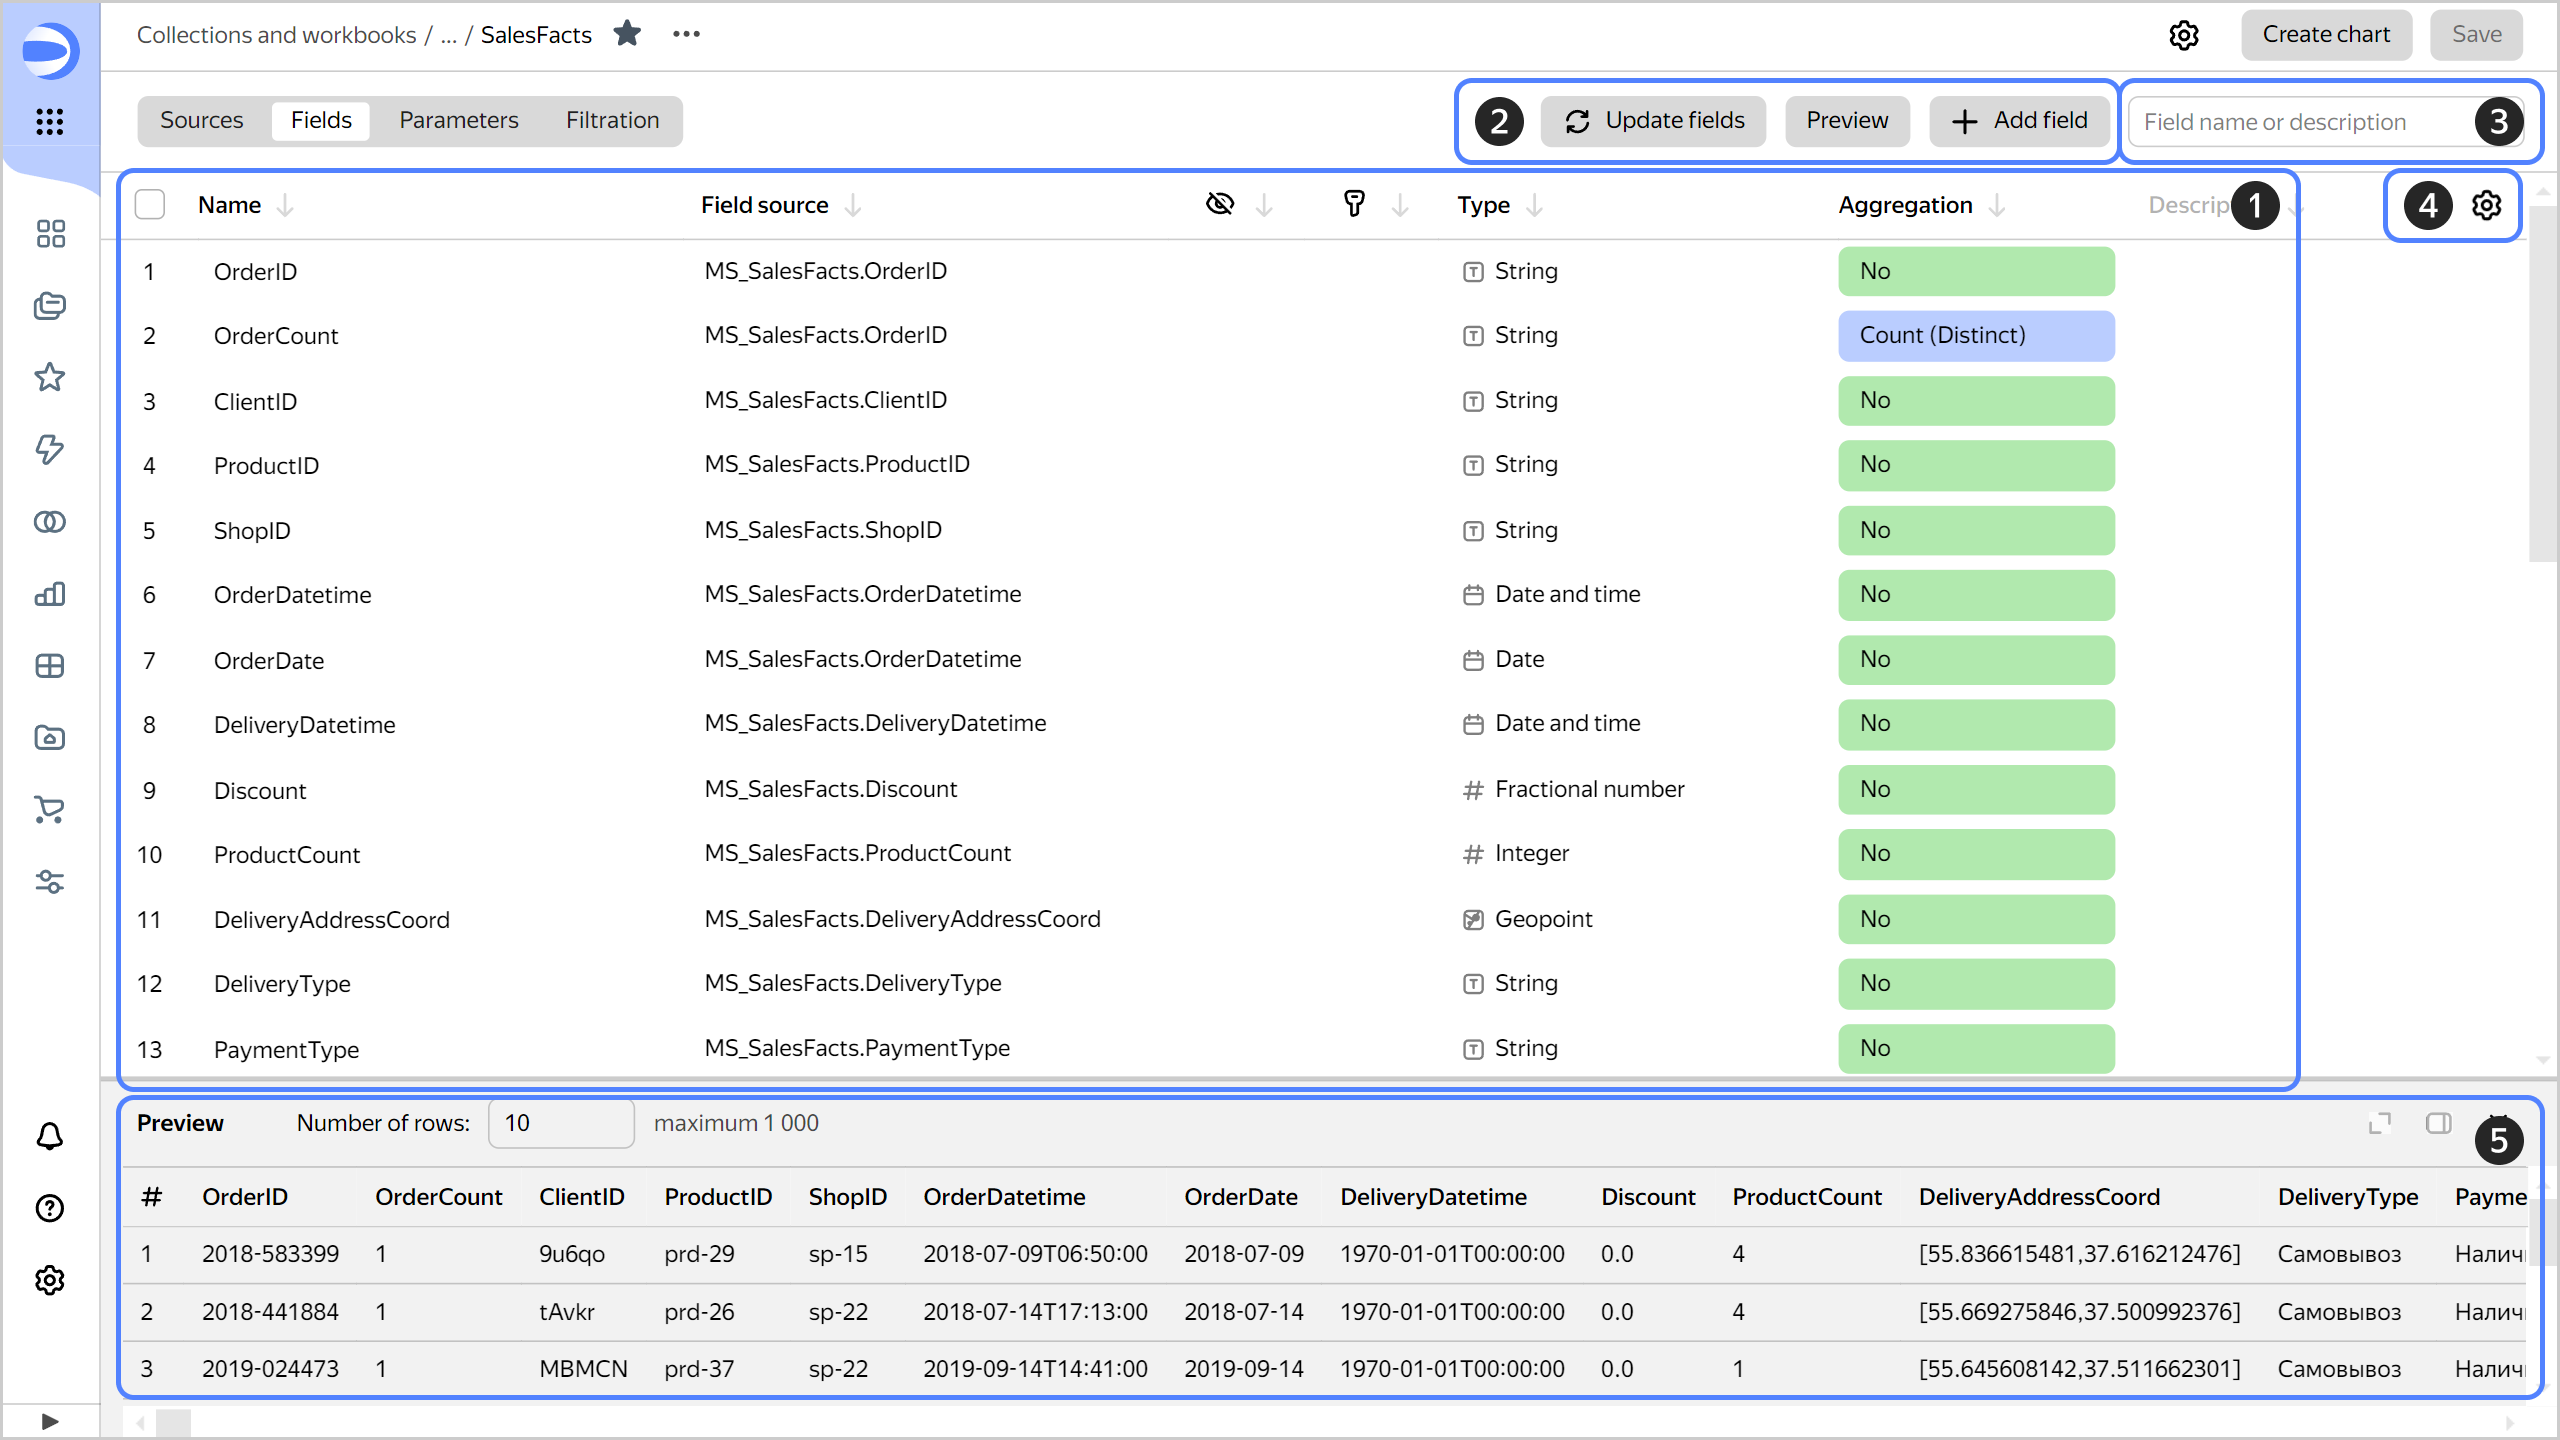 Collections and workbooks / ... / SalesFacts
Create chart
Save
Sources Fields Parameters Filtration
2 Update fields Preview + Add field
Field name or description 3
Name Field source Type Aggregation Descrip 1
4
1 OrderID MS_SalesFacts.OrderID String No
2 OrderCount MS_SalesFacts.OrderID String Count (Distinct)
3 ClientID MS_SalesFacts.ClientID String No
4 ProductID MS_SalesFacts.ProductID String No
5 ShopID MS_SalesFacts.ShopID String No
6 OrderDatetime MS_SalesFacts.OrderDatetime Date and time No
7 OrderDate MS_SalesFacts.OrderDatetime Date No
8 DeliveryDatetime MS_SalesFacts.DeliveryDatetime Date and time No
9 Discount MS_SalesFacts.Discount # Fractional number No
10 ProductCount MS_SalesFacts.ProductCount # Integer No
11 DeliveryAddressCoord MS_SalesFacts.DeliveryAddressCoord Geopoint No
12 DeliveryType MS_SalesFacts.DeliveryType String No
13 PaymentType MS_SalesFacts.PaymentType String No
Preview Number of rows: 10 maximum 1 000
5
# OrderID OrderCount ClientID ProductID ShopID OrderDatetime OrderDate DeliveryDatetime Discount ProductCount DeliveryAddressCoord DeliveryType Payme
1 2018-583399 1 9u6qo prd-29 sp-15 2018-07-09T06:50:00 2018-07-09 1970-01-01T00:00:00 0.0 4 [55.836615481,37.616212476] Самовывоз Налич
2 2018-441884 1 tAvkr prd-26 sp-22 2018-07-14T17:13:00 2018-07-14 1970-01-01T00:00:00 0.0 4 [55.669275846,37.500992376] Самовывоз Налич
3 2019-024473 1 MBMCN prd-37 sp-22 2019-09-14T14:41:00 2019-09-14 1970-01-01T00:00:00 0.0 1 [55.645608142,37.511662301] Самовывоз Налич